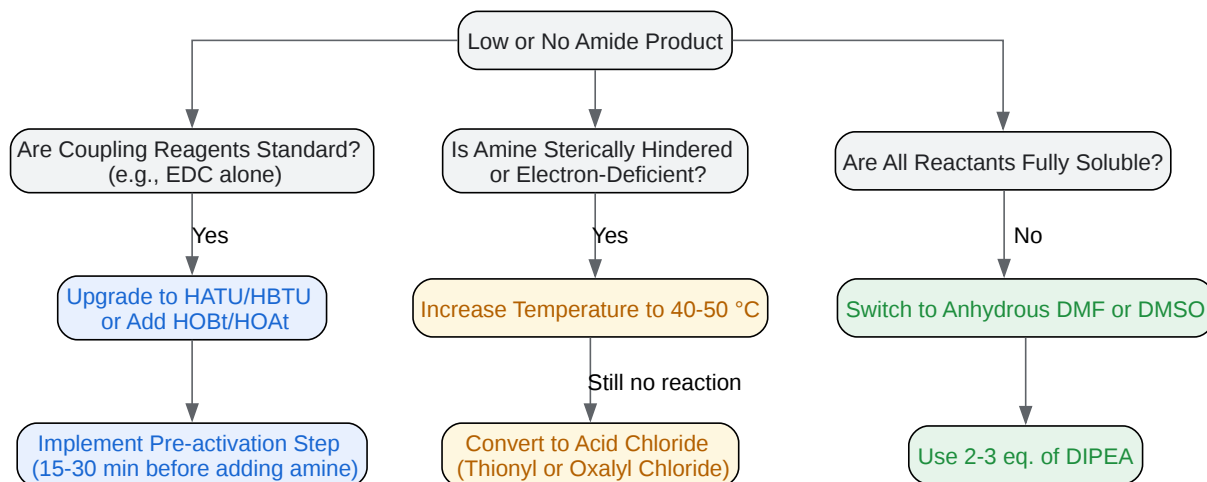 Low or No Amide Product
Are Coupling Reagents Standard?
(e.g., EDC alone)
Is Amine Sterically Hindered
or Electron-Deficient?
Are All Reactants Fully Soluble?
Yes
Yes
No
Upgrade to HATU/HBTU
or Add HOBt/HOAt
Increase Temperature to 40-50 °C
Switch to Anhydrous DMF or DMSO
Still no reaction
Implement Pre-activation Step
(15-30 min before adding amine)
Convert to Acid Chloride
(Thionyl or Oxalyl Chloride)
Use 2-3 eq. of DIPEA